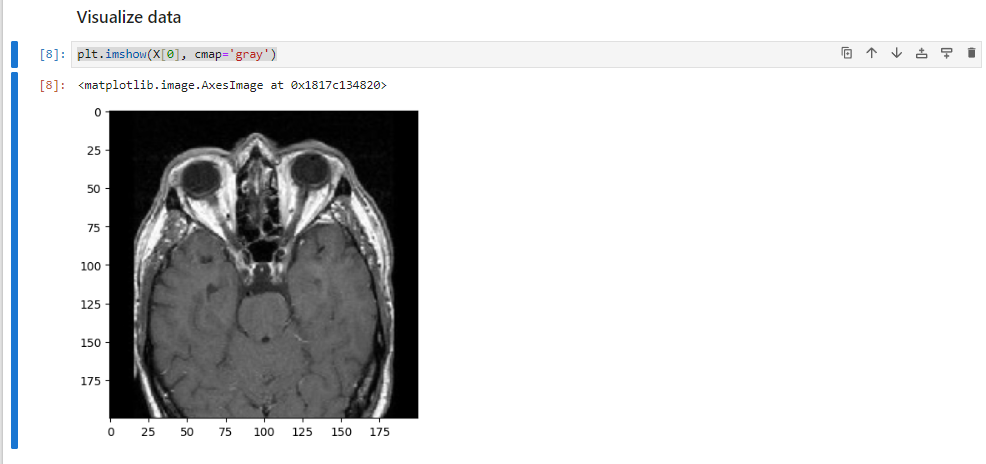 Visualize data
[8]: plt.imshow(X[0], cmap='gray')
[8]: <matplotlib.image.AxesImage at 0x1817c134820>
0
25
50
75
100
125
150
175
0 25 50 75 100 125 150 175